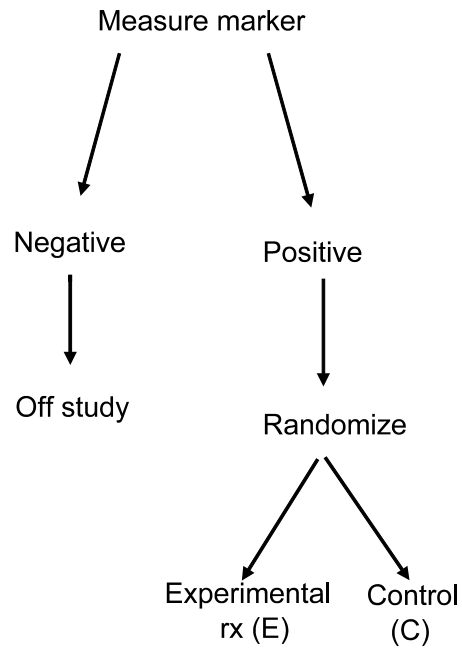 Measure marker
Negative
Positive
Off study
Randomize
Experimental
rx (E)
Control
(C)